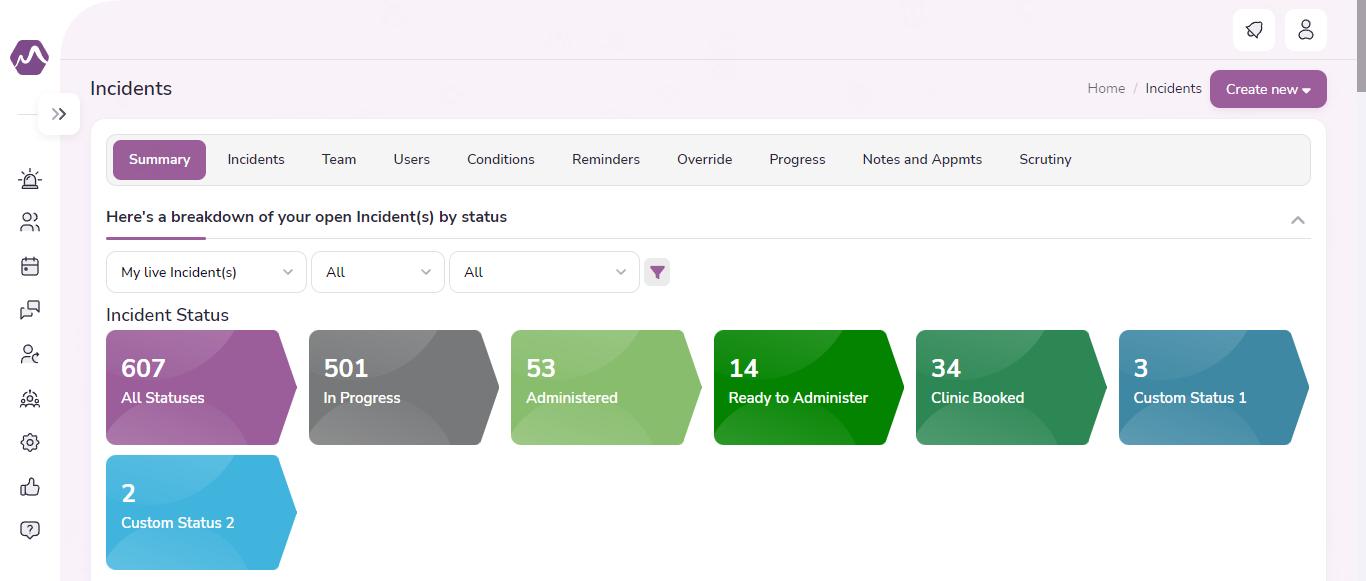 Incidents
Home / Incidents
Create new
Summary Incidents Team Users Conditions Reminders Override Progress Notes and Appmts Scrutiny
Here's a breakdown of your open Incident(s) by status
My live Incident(s) All All
Incident Status
607
All Statuses
501
In Progress
53
Administered
14
Ready to Administer
34
Clinic Booked
3
Custom Status 1
2
Custom Status 2